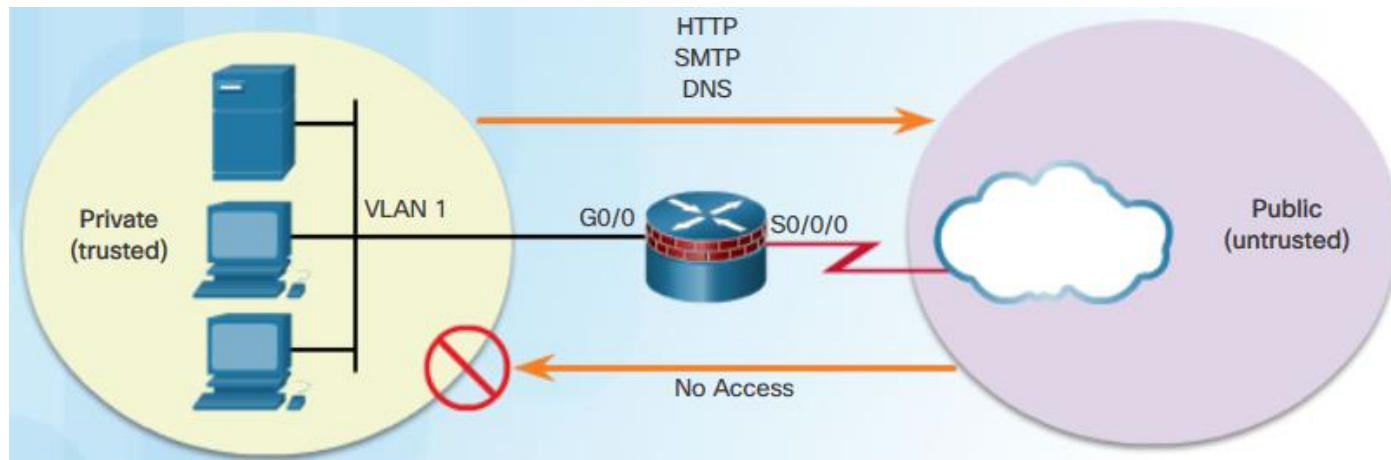 HTTP
SMTP
DNS
Private
(trusted)
VLAN 1
G0/0
S0/0/0
Public
(untrusted)
No Access